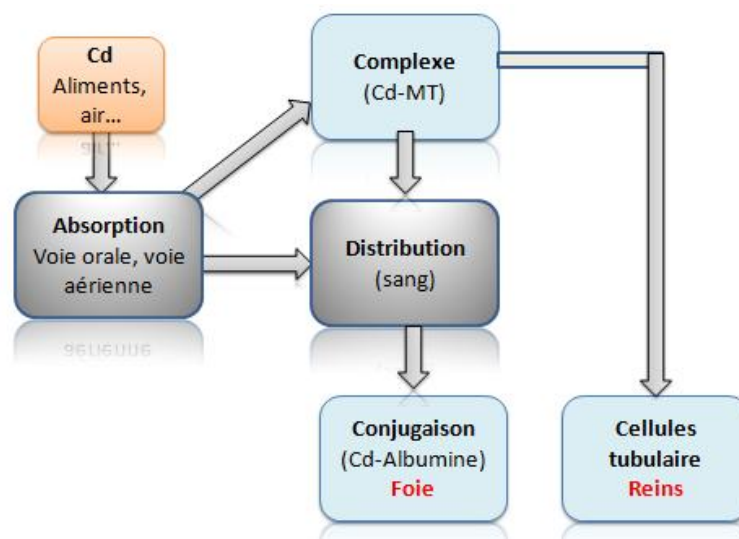 Cd
Aliments,
air...
Complexe
(Cd-MT)
Absorption
Voie orale, voie
aérienne
Distribution
(sang)
Conjugaison
(Cd-Albumine)
Foie
Cellules
tubulaire
Reins